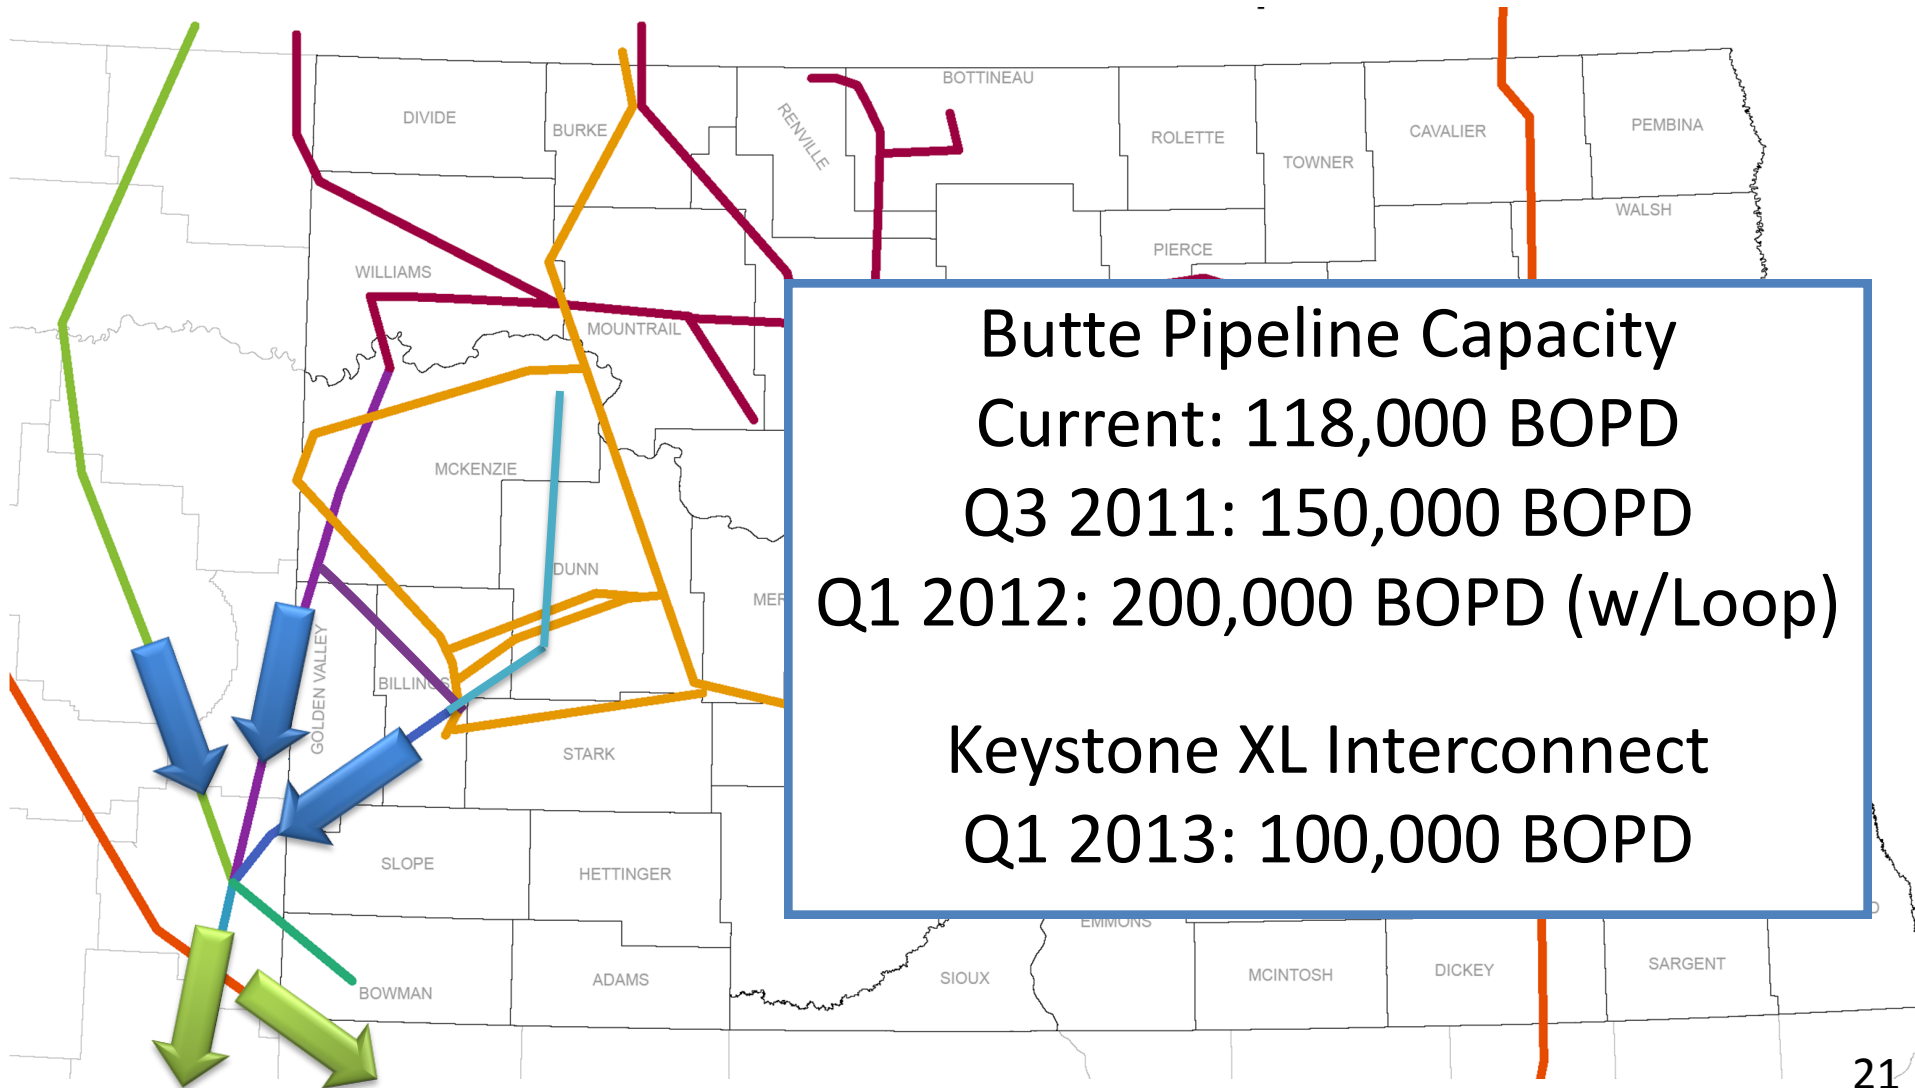 BOTTINEAU
DIVIDE
BURKE
RENVILLE
ROLETTE
TOWNER
CAVALIER
PEMBINA
WALSH
PIERCE
WILLIAMS
MOUNTRAIL
MCKENZIE
DUNN
GOLDEN VALLEY
BILLINGS
STARK
SLOPE
HETTINGER
BOWMAN
ADAMS
SIOUX
EMMONS
MCINTOSH
DICKEY
SARGENT
MER
Butte Pipeline Capacity
Current: 118,000 BOPD
Q3 2011: 150,000 BOPD
Q1 2012: 200,000 BOPD (w/Loop)
Keystone XL Interconnect
Q1 2013: 100,000 BOPD
21